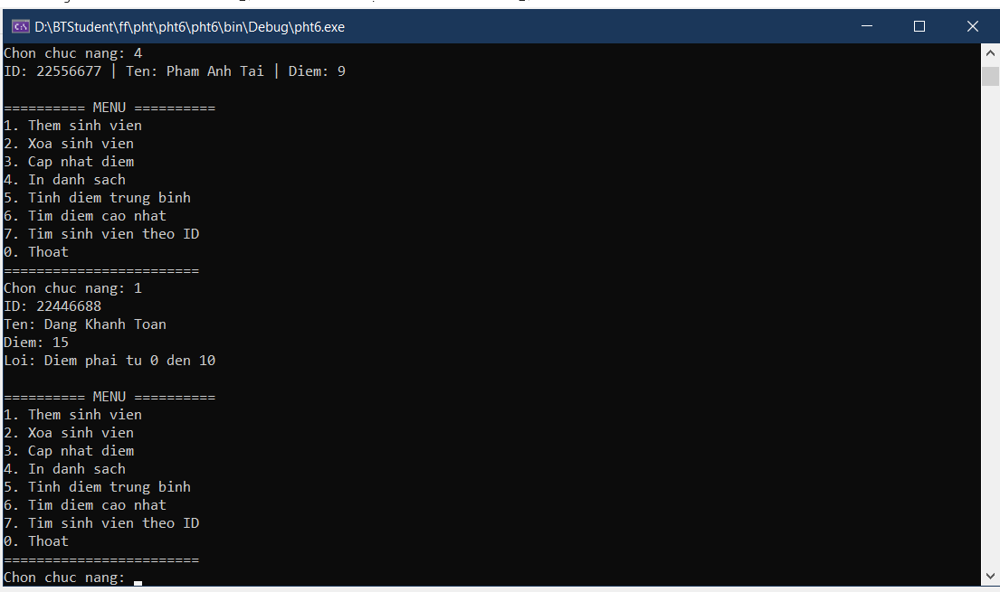 D:\BTStudent\ff\pht\pht6\pht6\bin\Debug\pht6.exe
Chon chuc nang: 4
ID: 22556677 | Ten: Pham Anh Tai | Diem: 9
========== MENU ==========
1. Them sinh vien
2. Xoa sinh vien
3. Cap nhat diem
4. In danh sach
5. Tinh diem trung binh
6. Tim diem cao nhat
7. Tim sinh vien theo ID
0. Thoat
========================
Chon chuc nang: 1
ID: 22446688
Ten: Dang Khanh Toan
Diem: 15
Loi: Diem phai tu 0 den 10
========== MENU ==========
1. Them sinh vien
2. Xoa sinh vien
3. Cap nhat diem
4. In danh sach
5. Tinh diem trung binh
6. Tim diem cao nhat
7. Tim sinh vien theo ID
0. Thoat
========================
Chon chuc nang: